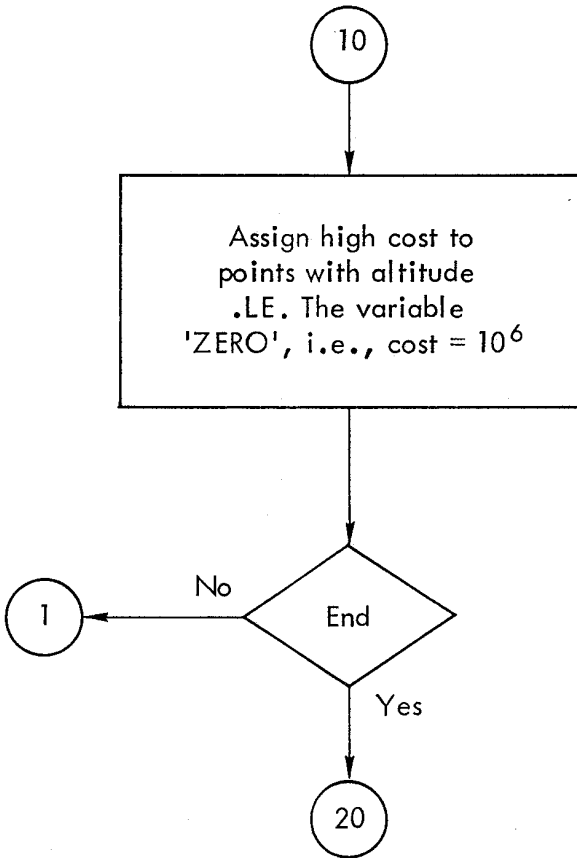 10
Assign high cost to
points with altitude
.LE. The variable
'ZERO', i.e., cost = 10⁶
No
1
End
Yes
20